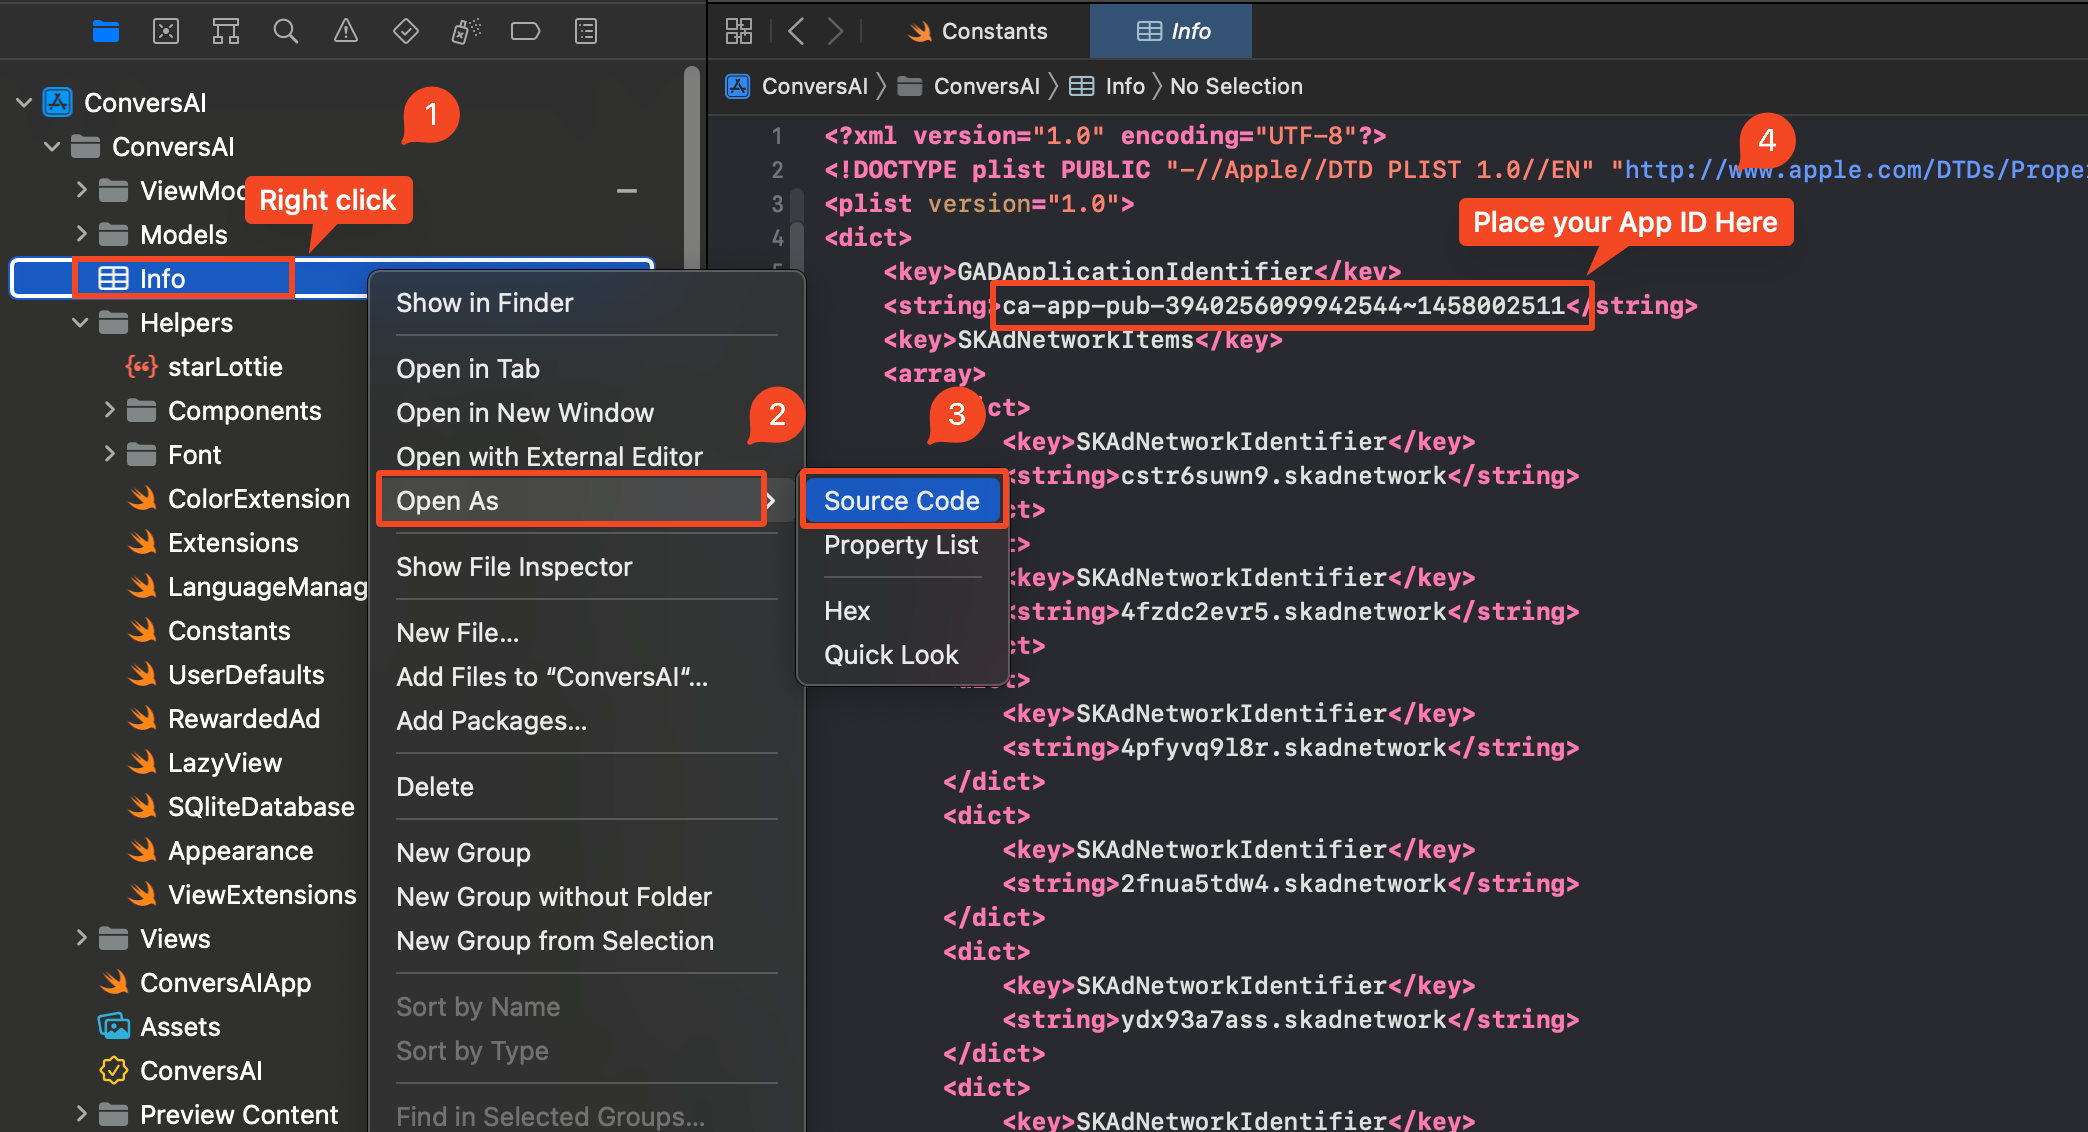 Constants
Info
ConversAI
ConversAI
Info
No Selection
ConversAI
1
ConversAI
ViewMod
Right click
Models
Info
Helpers
starLottie
Components
Font
ColorExtension
Extensions
LanguageManag
Constants
UserDefaults
RewardedAd
LazyView
SQliteDatabase
Appearance
ViewExtensions
Views
ConversAIApp
Assets
ConversAI
Preview Content
Show in Finder
Open in Tab
Open in New Window
2
Open with External Editor
Open As
Show File Inspector
New File...
Add Files to “ConversAI“...
Add Packages...
Delete
New Group
New Group without Folder
New Group from Selection
Sort by Name
Sort by Type
Find in Selected Groups...
3
Source Code
Property List
Hex
Quick Look
1 <?xml version="1.0" encoding="UTF-8"?>
4
2 <!DOCTYPE plist PUBLIC "-//Apple//DTD PLIST 1.0//EN" "http://www.apple.com/DTDs/Prope
3 <plist version="1.0">
Place your App ID Here
4 <dict>
<key>GADApplicationIdentifier</key>
<string>ca-app-pub-3940256099942544~1458002511</string>
<key>SKAdNetworkItems</key>
<array>
ct>
<key>SKAdNetworkIdentifier</key>
<string>cstr6suwn9.skadnetwork</string>
ct>
t>
<key>SKAdNetworkIdentifier</key>
<string>4fzdc2evr5.skadnetwork</string>
ct>
<key>SKAdNetworkIdentifier</key>
<string>4pfyvq9l8r.skadnetwork</string>
</dict>
<dict>
<key>SKAdNetworkIdentifier</key>
<string>2fnua5tdw4.skadnetwork</string>
</dict>
<dict>
<key>SKAdNetworkIdentifier</key>
<string>ydx93a7ass.skadnetwork</string>
</dict>
<dict>
<key>SKAdNetworkIdentifier</key>